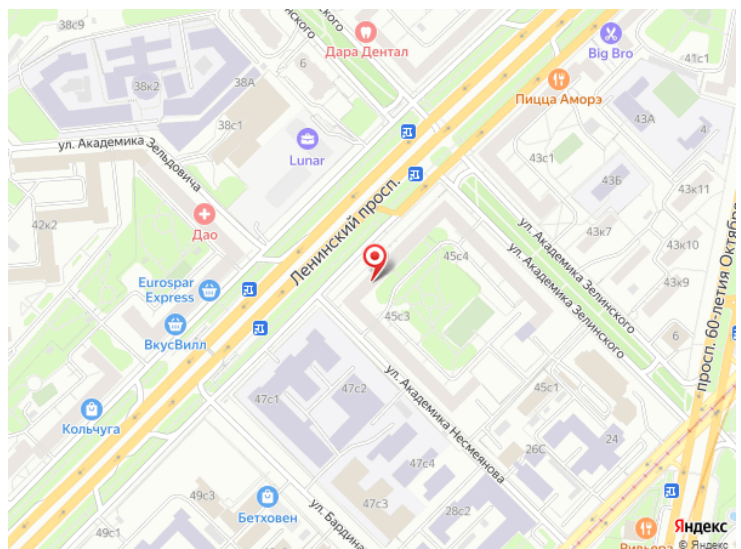 38с9
Дара Дентал
6
Big Bro
41с1
38А
38к2
Пицца Аморэ
43А
4
38с1
ул. Академика Зельдовича
Lunar
43с1
43Б
43к11
Ленинский просп.
42к2
Дао
43к7
43к10
ул. Академика Зелинского
ул. Академика Зелинского
45с4
43к9
просп. 60-летия Октября
Eurospar
Express
45с3
6
ВкусВилл
ул. Академика Несмеянова
47с2
47с1
45с1
Кольчуга
24
26С
47с4
49с3
Бетховен
47с3
28с2
ул. Бардина
49с1
Яндекс
© Яндекс